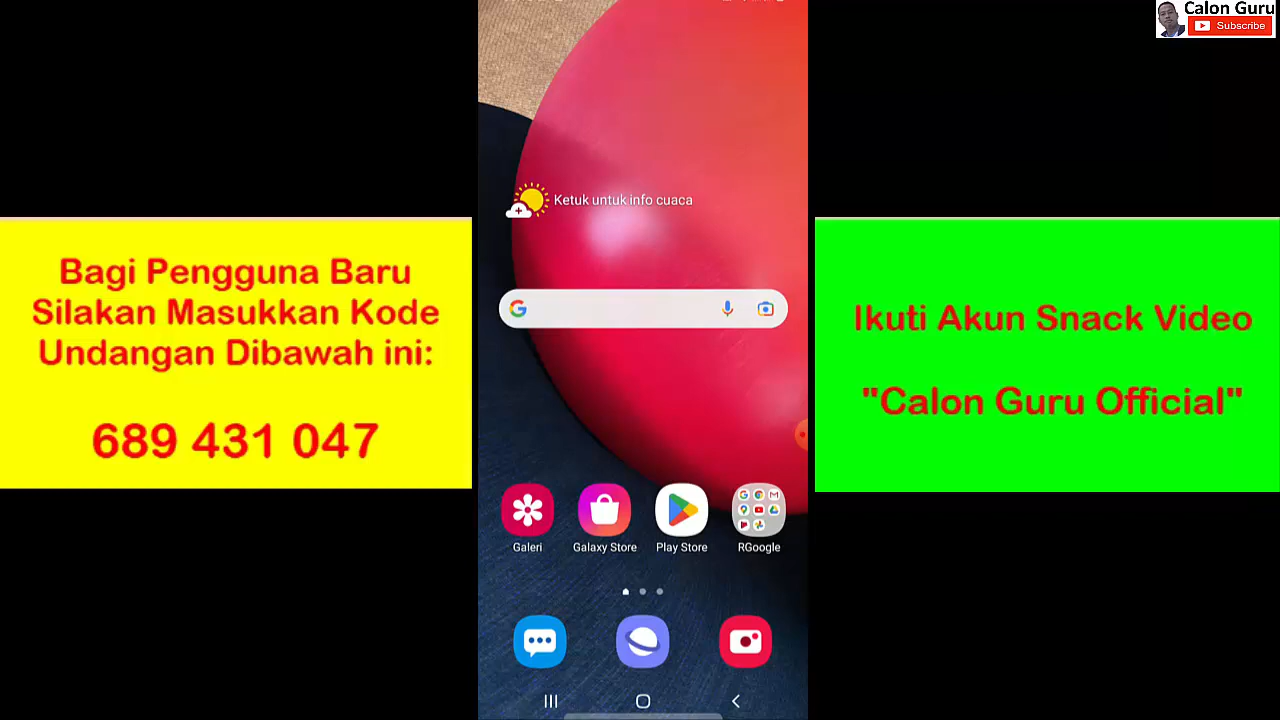 Calon Guru
Subscribe
Bagi Pengguna Baru
Silakan Masukkan Kode
Undangan Dibawah ini:
689 431 047
Ketuk untuk info cuaca
Galeri
Galaxy Store
Play Store
RGoogle
Ikuti Akun Snack Video
"Calon Guru Official"